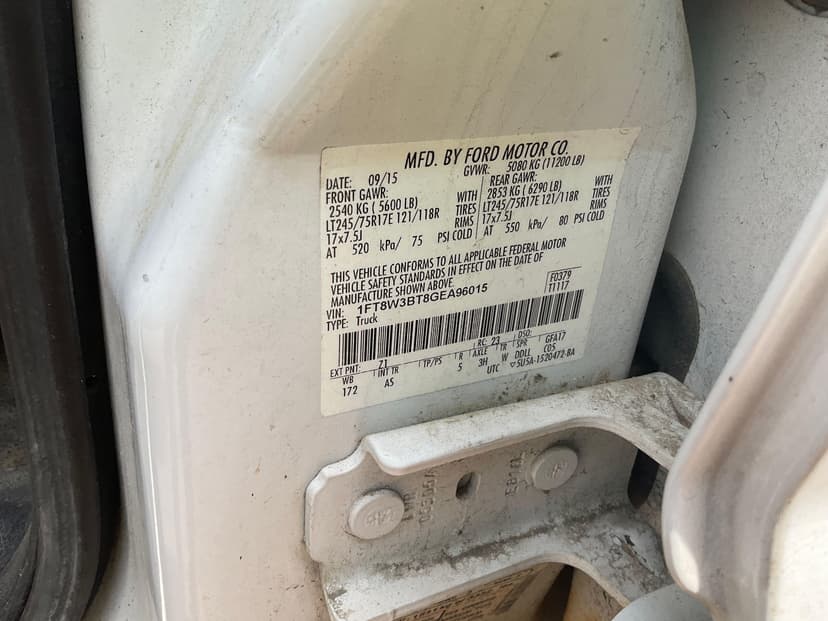 MFD. BY FORD MOTOR CO.
DATE: 09/15 GVWR: 5080 KG (11200 LB)
FRONT GAWR: REAR GAWR:
2540 KG ( 5600 LB) WITH 2853 KG ( 6290 LB) WITH
LT245/75R17E 121/118R TIRES LT245/75R17E 121/118R TIRES
17x7.5J RIMS 17x7.5J RIMS
AT 520 kPa/ 75 PSI COLD AT 550 kPa/ 80 PSI COLD
THIS VEHICLE CONFORMS TO ALL APPLICABLE FEDERAL MOTOR
VEHICLE SAFETY STANDARDS IN EFFECT ON THE DATE OF
MANUFACTURE SHOWN ABOVE.
F0379
VIN: 1FT8W3BT8GEA96015
T1117
TYPE: Truck
EXT PNT: Z1 RC: 23 DSO:
WB INT TR TP/PS R AXLE TR SPR GFA17
172 AS 5 3H W DDLL COS
UTC ▽5U5A-1520472-BA